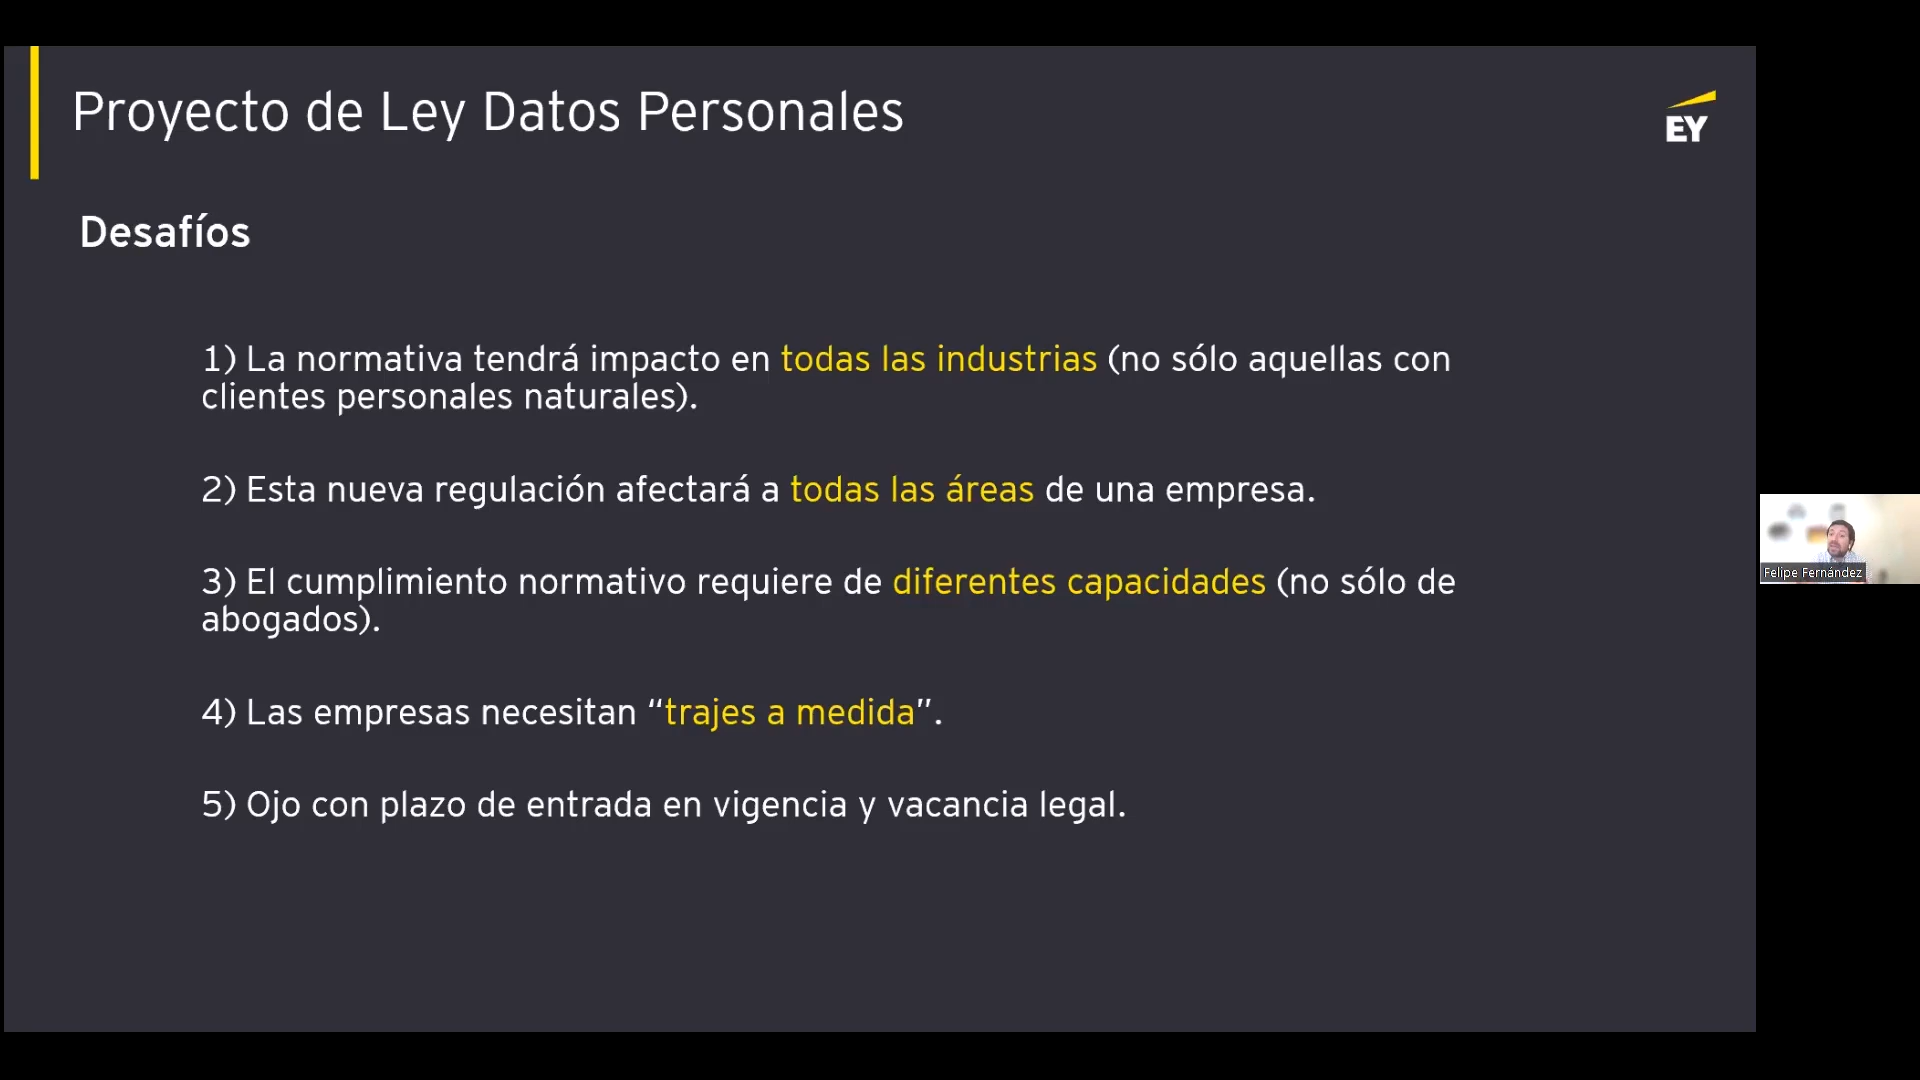 Proyecto de Ley Datos Personales
EY
Desafíos
1) La normativa tendrá impacto en todas las industrias (no sólo aquellas con
clientes personales naturales).
2) Esta nueva regulación afectará a todas las áreas de una empresa.
3) El cumplimiento normativo requiere de diferentes capacidades (no sólo de
abogados).
4) Las empresas necesitan “trajes a medida”.
5) Ojo con plazo de entrada en vigencia y vacancia legal.
Felipe Fernández